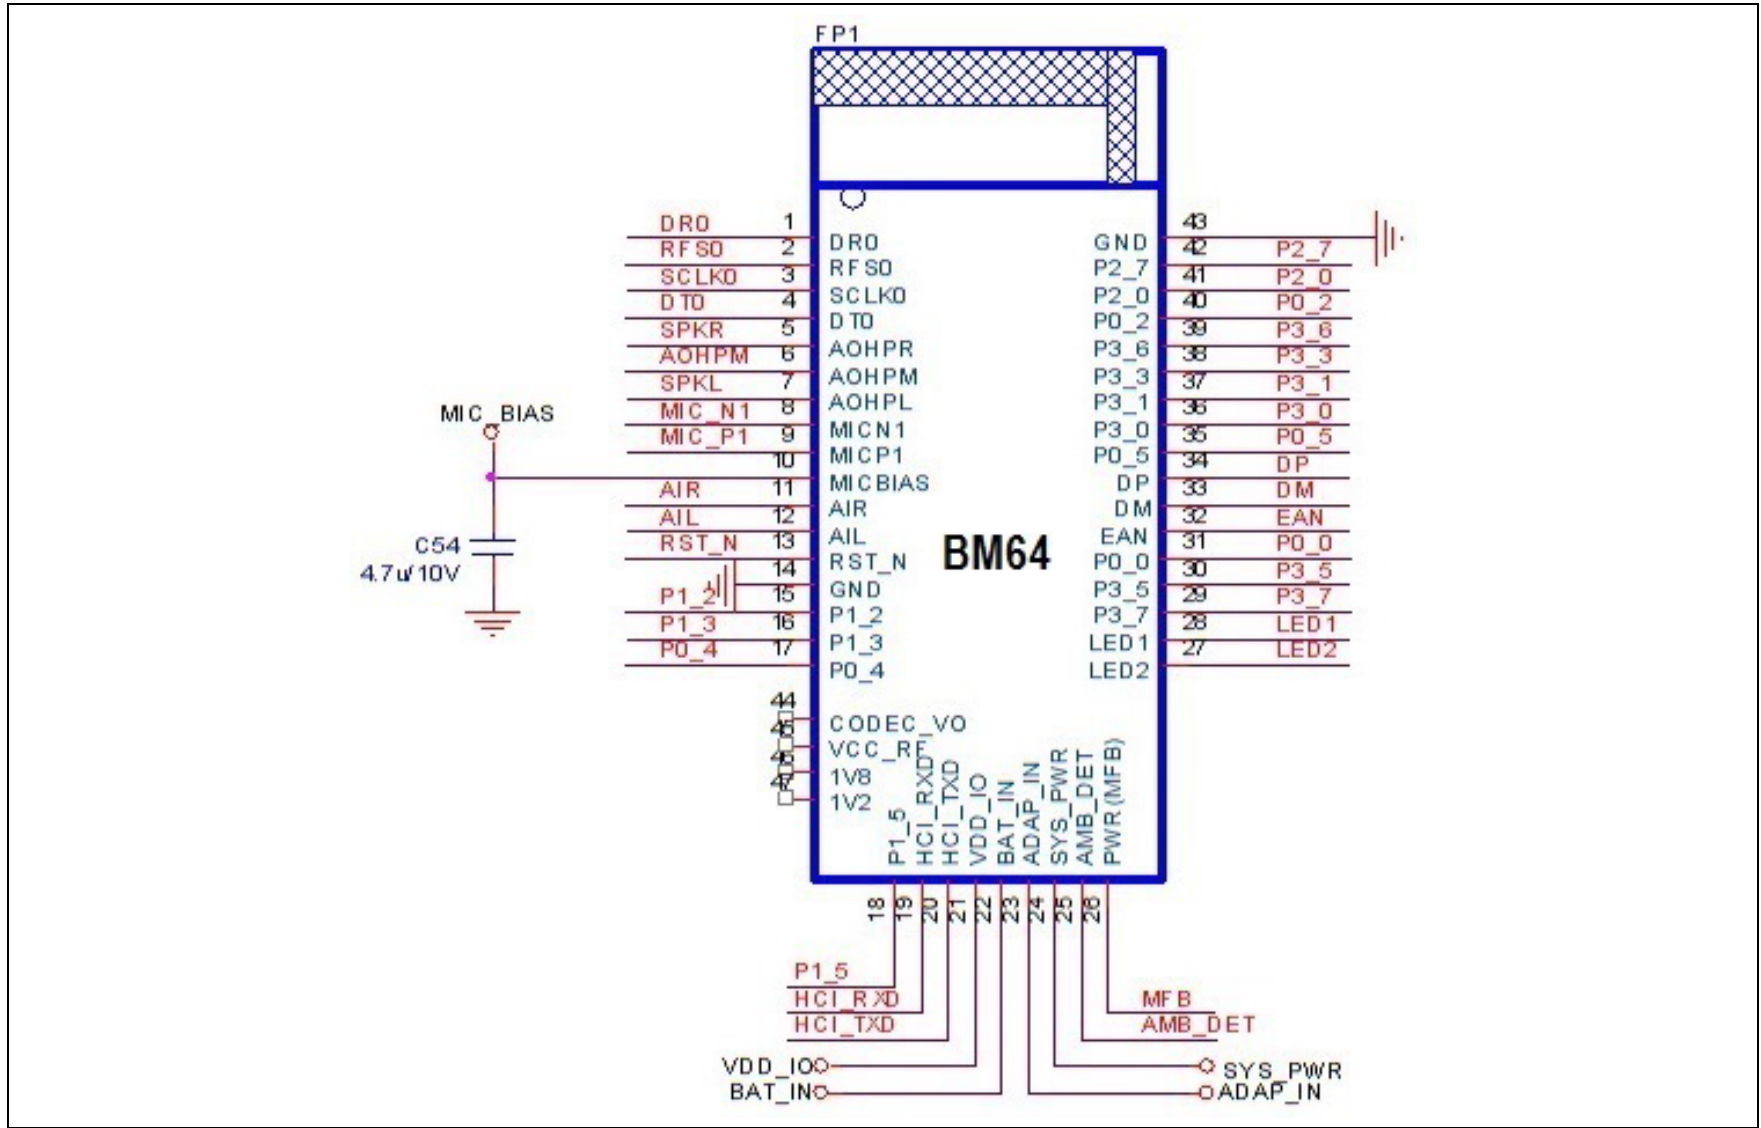 FP1
DR0 1 DR0
RFS0 2 RFS0
SCLK0 3 SCLK0
DT0 4 DT0
SPKR 5 AOHPR
AOHPM 6 AOHPM
SPKL 7 AOHPL
MIC_N1 8 MICN1
MIC_P1 9 MICP1
MIC_BIAS
10 MICBIAS
AIR 11 AIR
AIL 12 AIL
RST_N 13 RST_N
14 GND
P1_2 15 P1_2
P1_3 16 P1_3
P0_4 17 P0_4
C54
4.7u/10V
BM64
GND 43
P2_7 42 P2_7
P2_0 41 P2_0
P0_2 40 P0_2
P3_6 39 P3_6
P3_3 38 P3_3
P3_1 37 P3_1
P3_0 36 P3_0
P0_5 35 P0_5
DP 34 DP
DM 33 DM
EAN 32 EAN
P0_0 31 P0_0
P3_5 30 P3_5
P3_7 29 P3_7
LED1 28 LED1
LED2 27 LED2
44 CODEC_VO
VCC_RF
1V8
1V2
P1_5 18 P1_5
HCI_RXD 19 HCI_RXD
HCI_TXD 20 HCI_TXD
VDD_IO 21 VDD_IO
BAT_IN 22 BAT_IN
ADAP_IN 23 ADAP_IN
SYS_PWR 24 SYS_PWR
AMB_DET 25 AMB_DET
PWR(MFB) 26 MFB